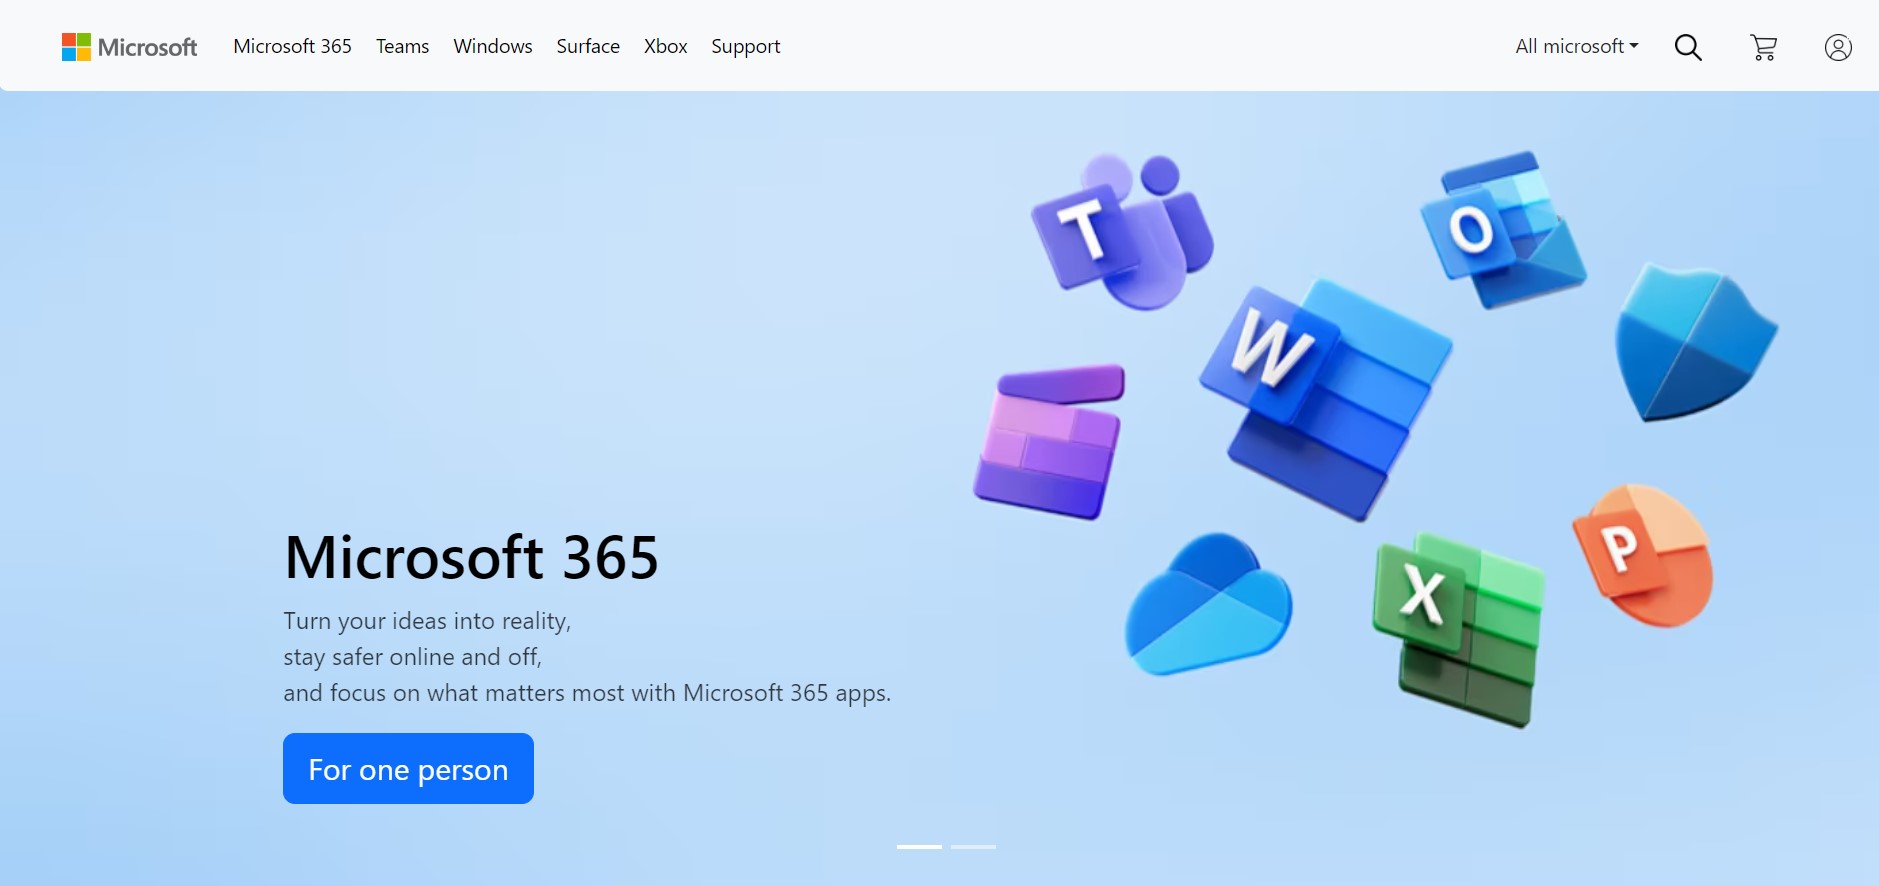 Microsoft Microsoft 365 Teams Windows Surface Xbox Support All microsoft
T
O
W
Microsoft 365
P
X
Turn your ideas into reality,
stay safer online and off,
and focus on what matters most with Microsoft 365 apps.
For one person